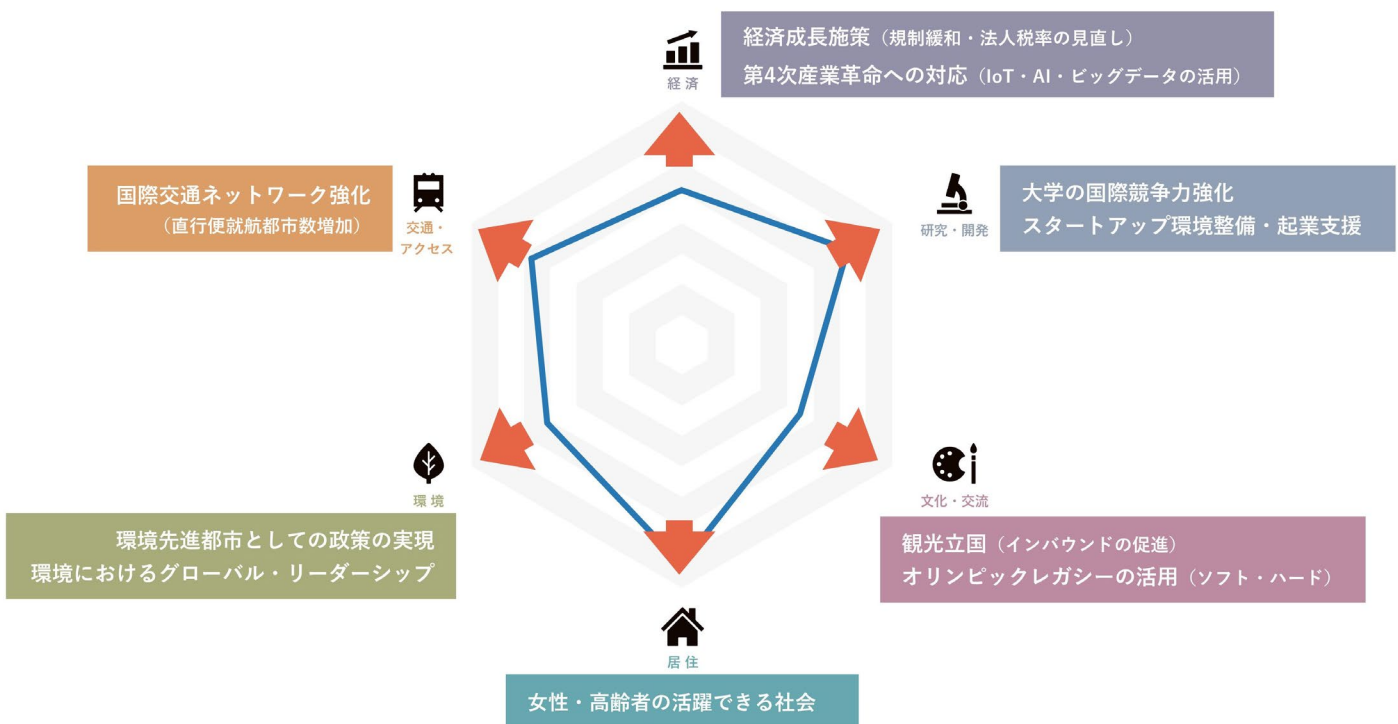 経済
経済成長施策（規制緩和・法人税率の見直し）
第4次産業革命への対応（IoT・AI・ビッグデータの活用）
国際交通ネットワーク強化
（直行便就航都市数増加）
交通・
アクセス
研究・開発
大学の国際競争力強化
スタートアップ環境整備・起業支援
環境
環境先進都市としての政策の実現
環境におけるグローバル・リーダーシップ
文化・交流
観光立国（インバウンドの促進）
オリンピックレガシーの活用（ソフト・ハード）
居住
女性・高齢者の活躍できる社会